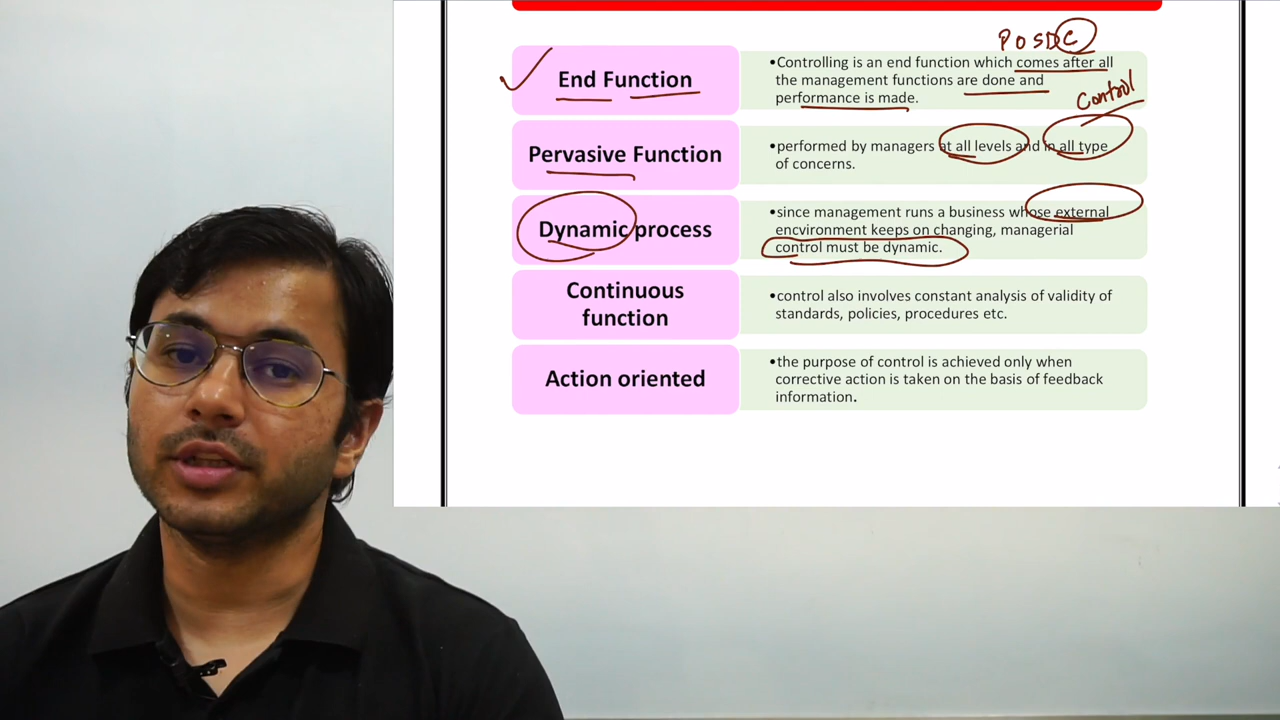 POSDC
End Function
•Controlling is an end function which comes after all
the management functions are done and
performance is made.
Control
Pervasive Function
•performed by managers at all levels and in all type
of concerns.
Dynamic process
•since management runs a business whose external
encvironment keeps on changing, managerial
control must be dynamic.
Continuous
function
•control also involves constant analysis of validity of
standards, policies, procedures etc.
Action oriented
•the purpose of control is achieved only when
corrective action is taken on the basis of feedback
information.